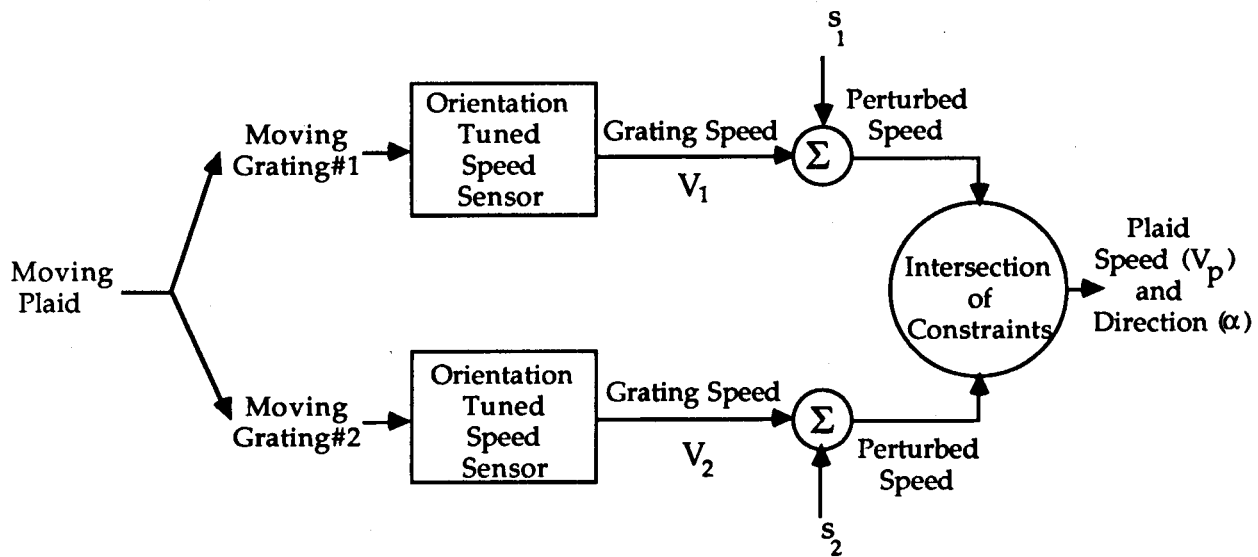 s1
Orientation
Tuned
Speed
Sensor
Moving
Grating#1
Grating Speed
V1
Σ
Perturbed
Speed
Moving
Plaid
Intersection
of
Constraints
Plaid
Speed (Vp)
and
Direction (α)
Moving
Grating#2
Orientation
Tuned
Speed
Sensor
Grating Speed
V2
Σ
Perturbed
Speed
s2